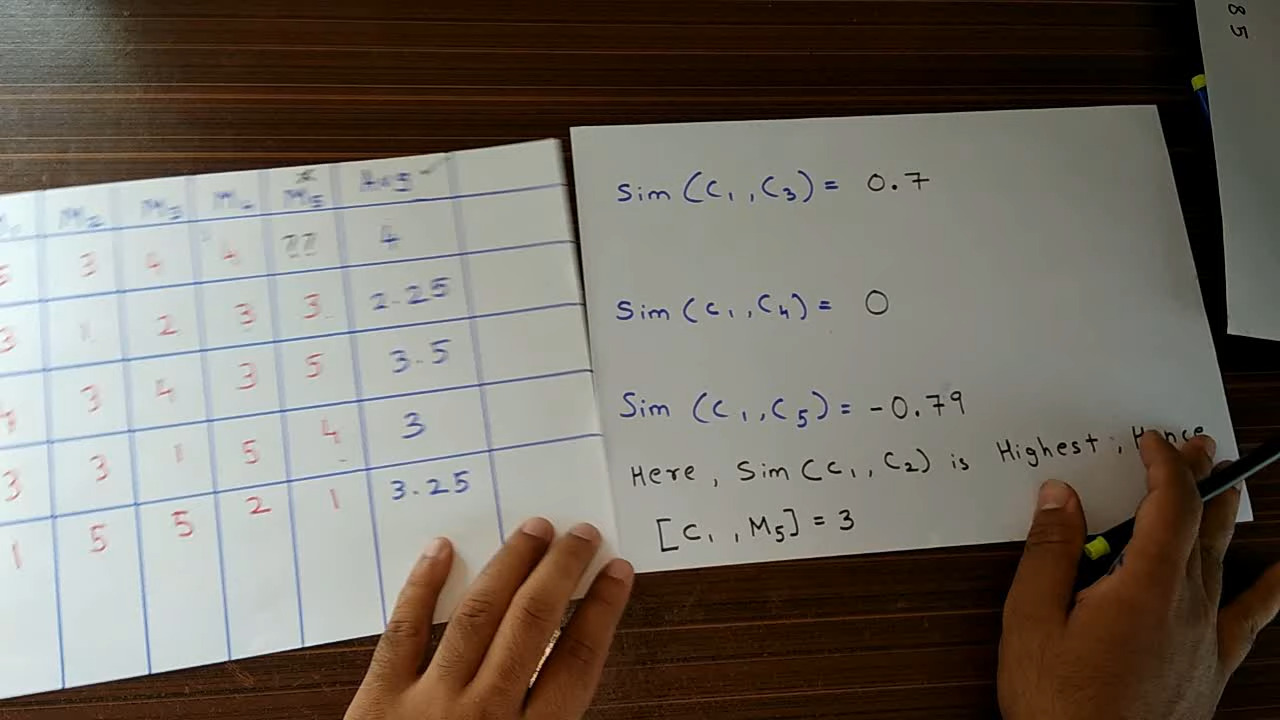 M2 M3 M4 M5 Avg
5 3 4 4 ?? 4
3 1 2 3 3 2.25
3 4 3 5 3.5
3 3 1 5 4 3
1 5 5 2 1 3.25
Sim (C1, C3) = 0.7
Sim (C1, C4) = 0
Sim (C1, C5) = -0.79
Here, Sim (C1, C2) is Highest, Hence
[C1, M5] = 3
85